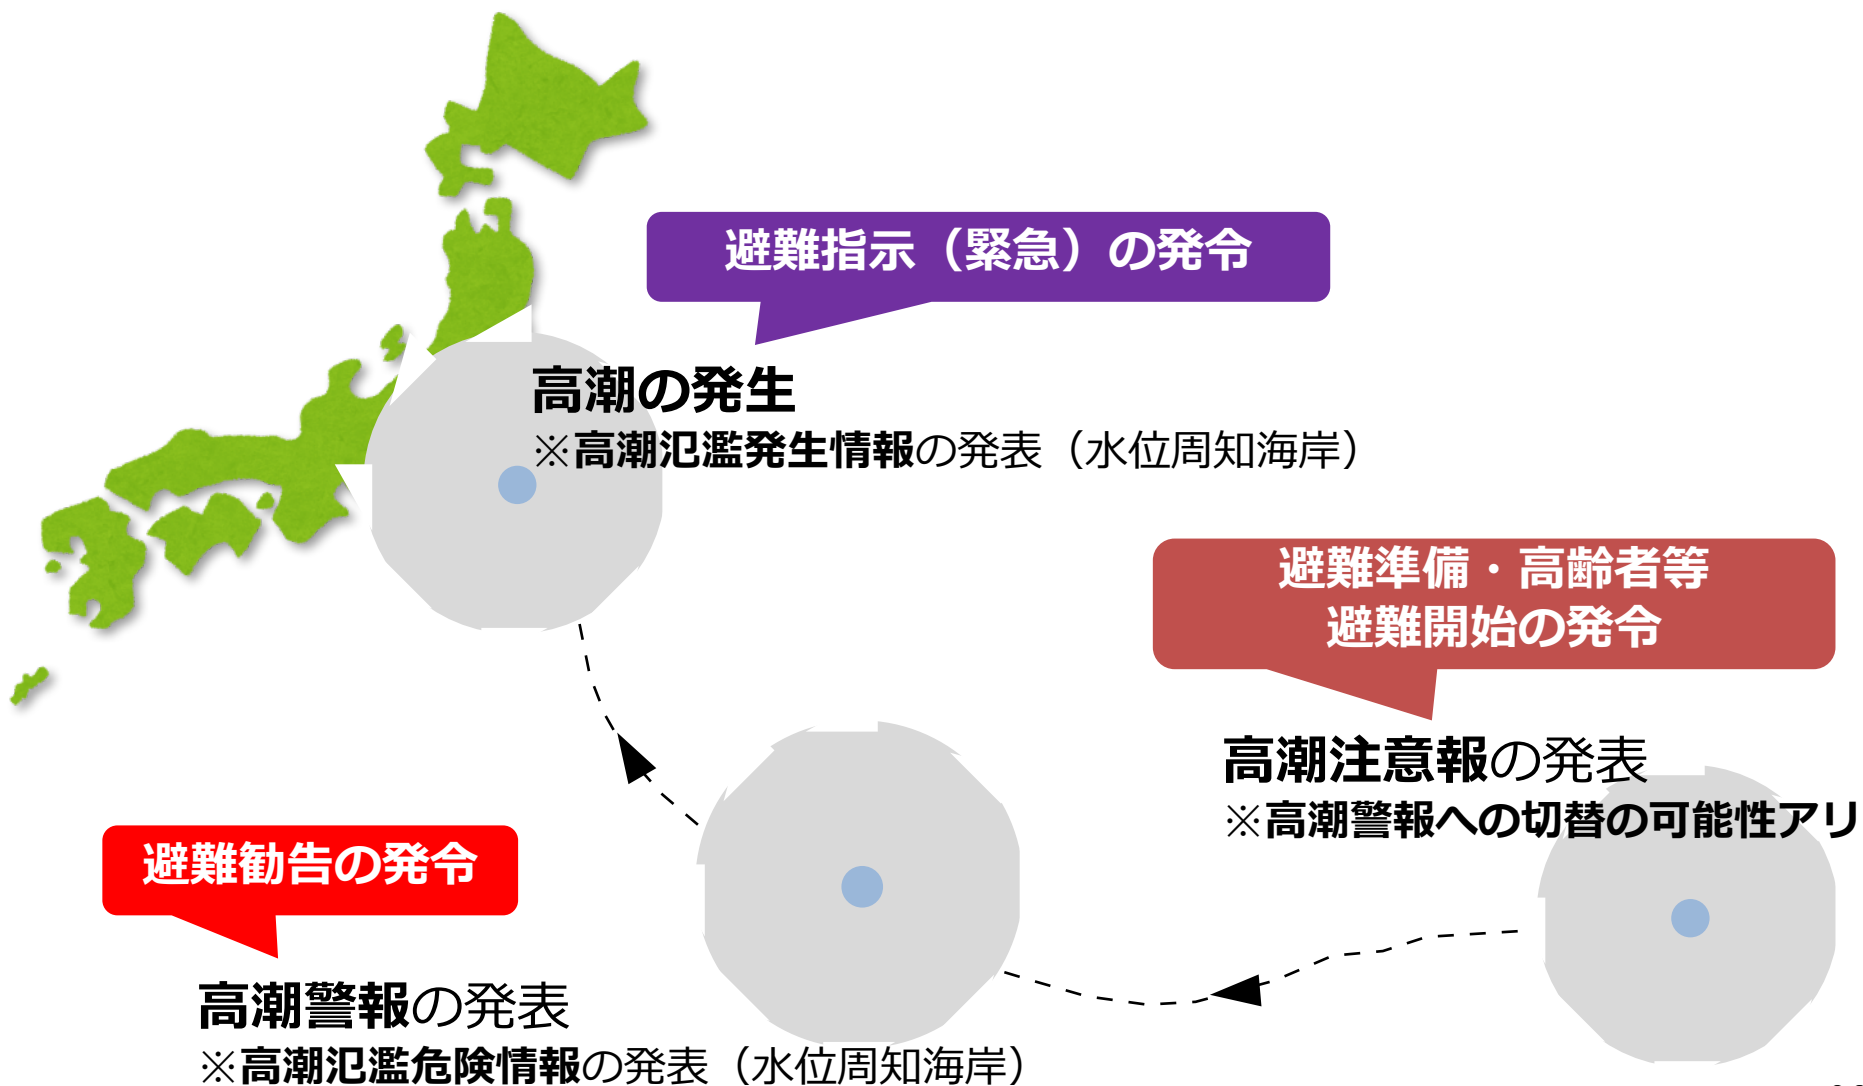 避難指示（緊急）の発令
高潮の発生
※高潮氾濫発生情報の発表（水位周知海岸）
避難準備・高齢者等
避難開始の発令
高潮注意報の発表
※高潮警報への切替の可能性アリ
避難勧告の発令
高潮警報の発表
※高潮氾濫危険情報の発表（水位周知海岸）